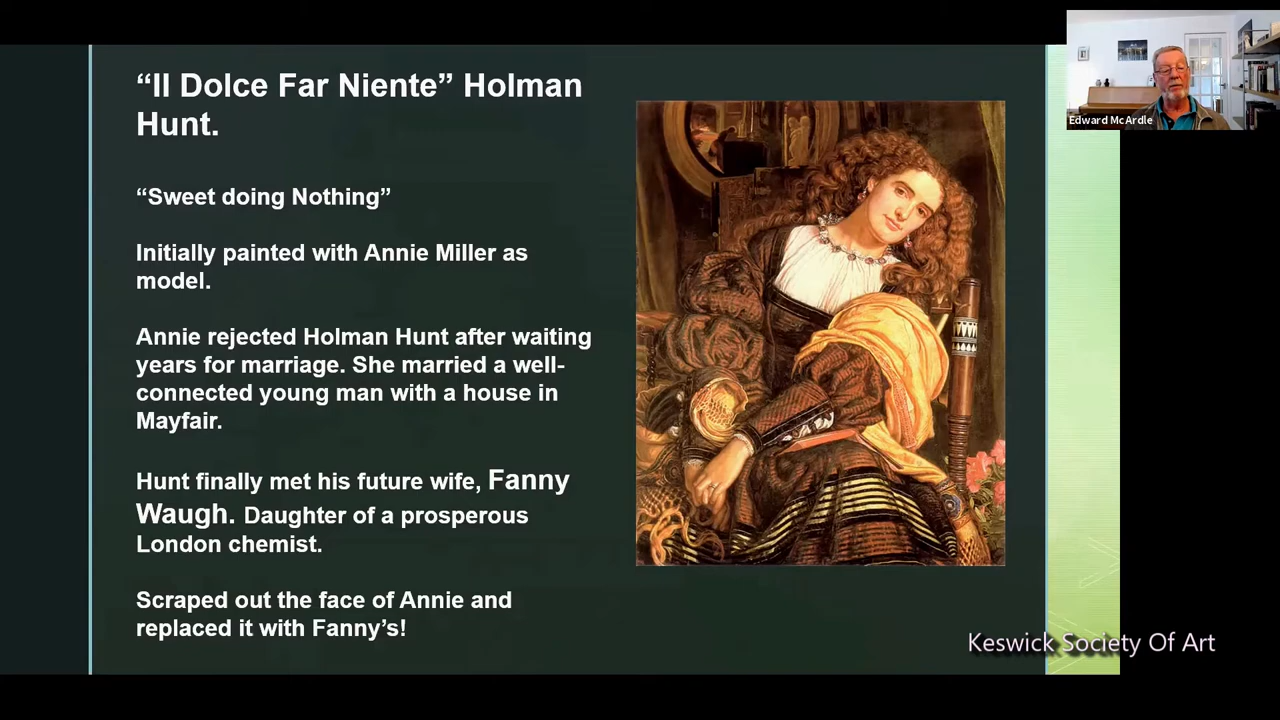 “Il Dolce Far Niente” Holman
Hunt.
“Sweet doing Nothing”
Initially painted with Annie Miller as
model.
Annie rejected Holman Hunt after waiting
years for marriage. She married a well-
connected young man with a house in
Mayfair.
Hunt finally met his future wife, Fanny
Waugh. Daughter of a prosperous
London chemist.
Scraped out the face of Annie and
replaced it with Fanny’s!
Edward McArdle
Keswick Society Of Art